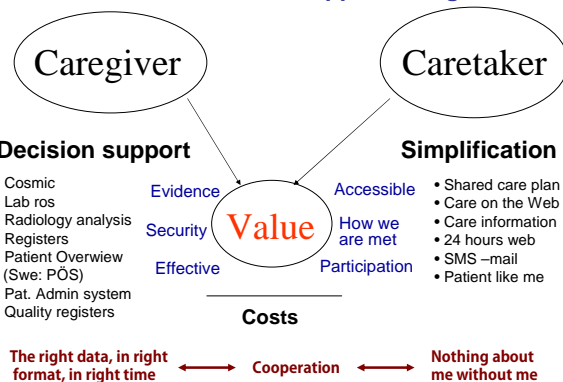 Caregiver
Caretaker
Decision support
Simplification
Cosmic
Lab ros
Radiology analysis
Registers
Patient Overwiew
(Swe: PÖS)
Pat. Admin system
Quality registers
Evidence
Security
Effective
Value
Accessible
How we
are met
Participation
• Shared care plan
• Care on the Web
• Care information
• 24 hours web
• SMS –mail
• Patient like me
Costs
The right data, in right
format, in right time
Cooperation
Nothing about
me without me